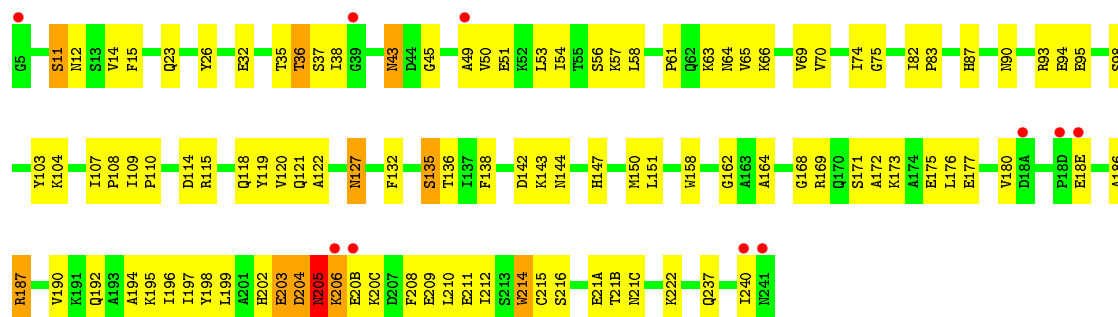 G5 S11 N12 S13 V14 F15 Q23 Y26 E32 T35 T36 S37 I38 G39 N43 D44 G45 A49 V50 E51 K52 L53 I54 T55 S56 K57 L58 P61 Q62 K63 N64 V65 K66 V69 V70 I74 G75 I82 P83 H87 N90 R93 E94 E95 S98
Y103 K104 I107 P108 I109 P110 D114 R115 Q118 Y119 V120 Q121 A122 N127 F132 S135 T136 I137 F138 D142 K143 N144 H147 M150 L151 W158 G162 A163 A164 G168 R169 Q170 S171 A172 K173 A174 E175 L176 E177 V180 D18A P18D E18E A186
R187 V190 K191 Q192 A193 A194 K195 I196 I197 Y198 L199 A201 H202 E203 D204 N205 K206 E20B K20C D207 F208 E209 L210 E211 I212 S213 W214 C215 S216 E21A T21B N21C K222 Q237 I240 N241